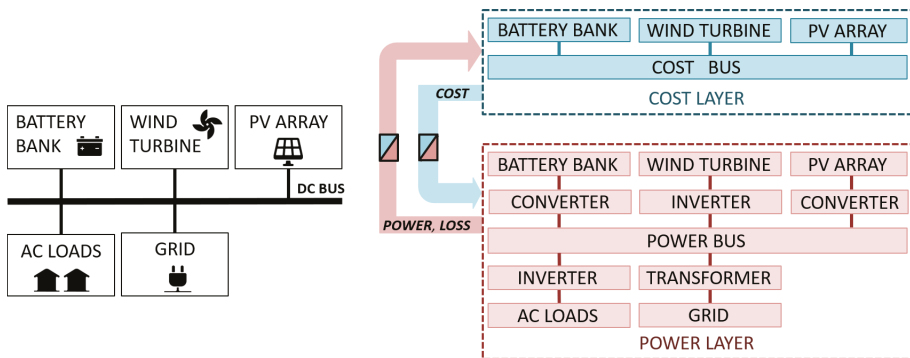 BATTERY
BANK
WIND
TURBINE
PV ARRAY
DC BUS
AC LOADS
GRID
COST
POWER, LOSS
BATTERY BANK
WIND TURBINE
PV ARRAY
COST BUS
COST LAYER
BATTERY BANK
WIND TURBINE
PV ARRAY
CONVERTER
INVERTER
CONVERTER
POWER BUS
INVERTER
TRANSFORMER
AC LOADS
GRID
POWER LAYER